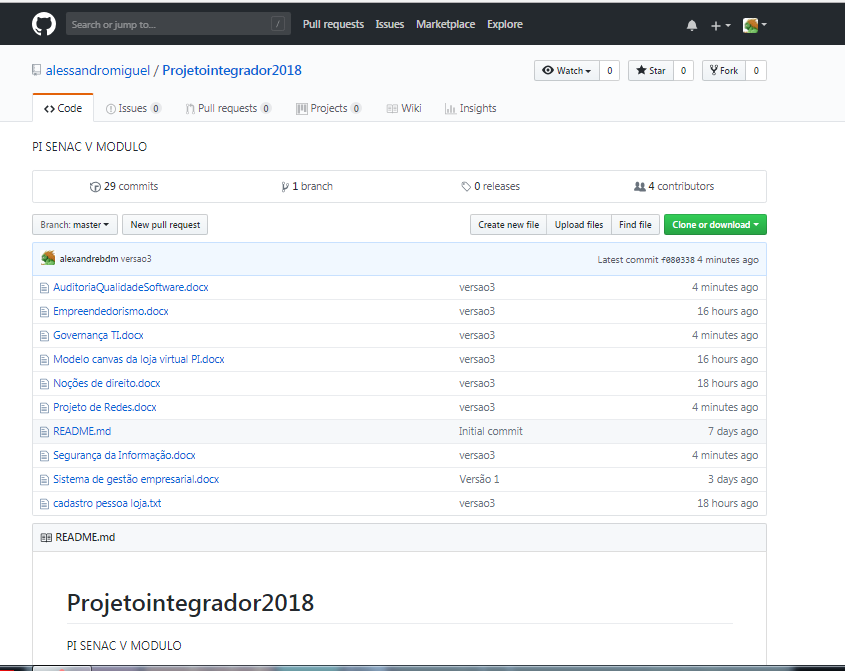 Search or jump to... / Pull requests Issues Marketplace Explore
alessandromiguel / Projetointegrador2018 Watch 0 Star 0 Fork 0
Code Issues 0 Pull requests 0 Projects 0 Wiki Insights
PI SENAC V MODULO
29 commits 1 branch 0 releases 4 contributors
Branch: master New pull request Create new file Upload files Find file Clone or download
alexandrebdm versao3 Latest commit f080338 4 minutes ago
AuditoriaQualidadeSoftware.docx versao3 4 minutes ago
Empreendedorismo.docx versao3 16 hours ago
Governança TI.docx versao3 4 minutes ago
Modelo canvas da loja virtual PI.docx versao3 16 hours ago
Noções de direito.docx versao3 18 hours ago
Projeto de Redes.docx versao3 4 minutes ago
README.md Initial commit 7 days ago
Segurança da Informação.docx versao3 4 minutes ago
Sistema de gestão empresarial.docx Versão 1 3 days ago
cadastro pessoa loja.txt versao3 18 hours ago
README.md
Projetointegrador2018
PI SENAC V MODULO